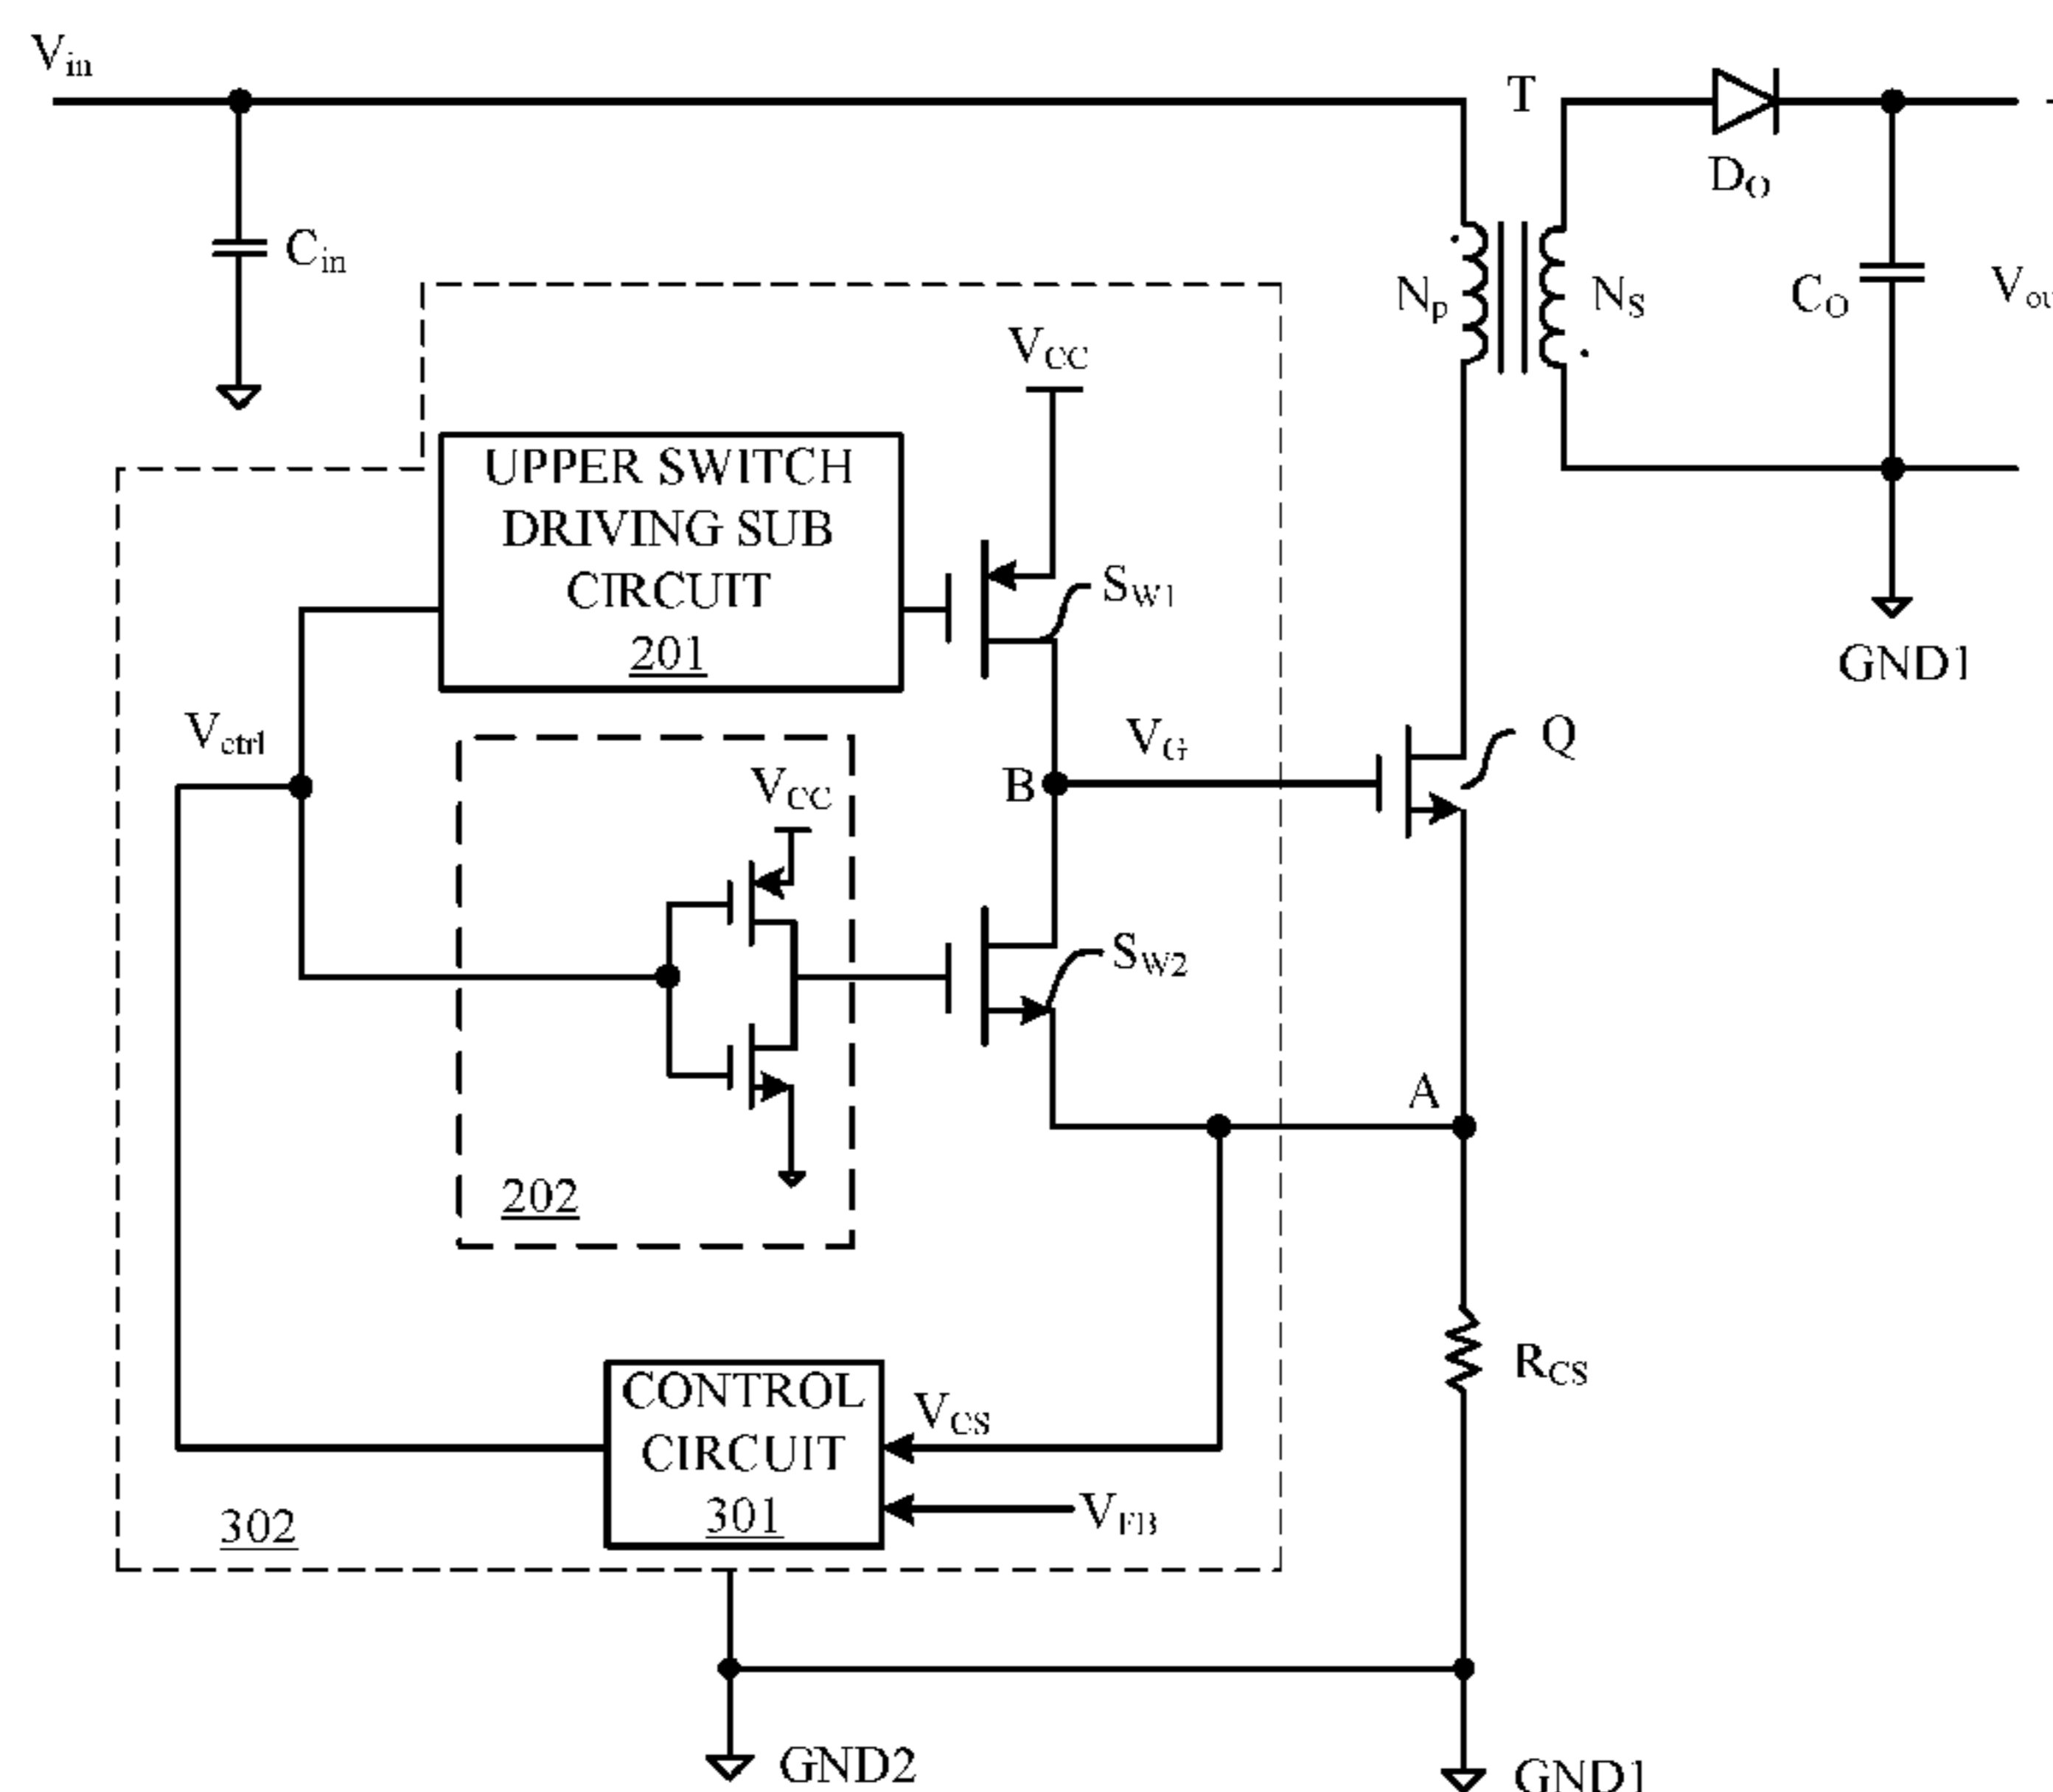 Vin
T
DO
Cin
Np
NS
CO
Vou
VCC
UPPER SWITCH
DRIVING SUB
CIRCUIT
201
SW1
GND1
Vctrl
VG
Q
VCC
B
SW2
A
202
CONTROL
CIRCUIT
301
VCS
RCS
VFB
302
GND2
GND1